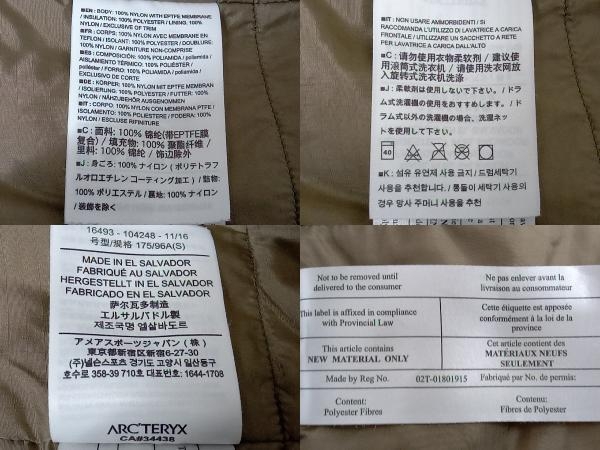 ■EN: BODY: 100% NYLON WITH EPTFE MEMBRANE
/ INSULATION: 100% POLYESTER / LINING, 100%
NYLON / EXCLUSIVE OF TRIM
■FR: CORPS: 100% NYLON AVEC MEMBRANE EN
TEFLON / ISOLANT: 100% POLYESTER / DOUBLURE:
100% NYLON / GARNITURE NON-COMPRISE
■ES: COMPOSICIÓN: 100% POLIAMIDA / poliamida /
AISLAMIENTO TÉRMICO: 100% POLIÉSTER /
poliéster / FORRO: 100% POLIAMIDA / poliamida /
EXCLUSIVO DE CORTE
■DE: KÖRPER: 100% NYLON MIT EPTFE MEMBRAN
/ ISOLIERUNG: 100% POLYESTER / FUTTER: 100%
NYLON / NÄHZUBEHÖR AUSGENOMMEN
■IT: CORPO: 100% NYLON CON MEMBRANA PTFE /
ISOLAMENTO: 100% POLYESTERE / FODERA: 100%
NYLON / ESCLUSE RIFINITURE
■C: 面料: 100% 锦纶(带EPTFE膜
复合) / 填充物: 100% 聚酯纤维 /
里料: 100% 锦纶 / 饰边除外
■J : 身ごろ: 100% ナイロン ( ポリテトラフ
ルオロエチレン コーティング加工 ) / 詰物:
100% ポリエステル / 裏地: 100% ナイロン
/ 装飾を除く
■IT: NON USARE AMMORBIDENTI / SI
RACCOMANDA L'UTILIZZO DI LAVATRICE A CARICA
FRONTALE / UTILIZZARE UN SACCHETTO A RETE
PER LAVATRICE A CARICA DALL'ALTO
■C : 请勿使用衣物柔软剂 / 建议使
用滚筒式洗衣机 / 请使用洗衣网放
入旋转式洗衣机洗涤
■J : 柔軟剤は使用しないで下さい。 / ド
ラム式洗濯機の使用をおすすめします。 / ド
ラム式以外の洗濯機の場合、洗濯ネッ
トを使用して下さい。
40
■K : 섬유 유연제 사용 금지 / 드럼세탁기
사용을 추천합니다. / 통돌이 세탁기 사용의
경우 망사 주머니 사용을 추천
16493 - 104248 - 11/16
号型/规格 175/96A(S)
MADE IN EL SALVADOR
FABRIQUÉ AU SALVADOR
HERGESTELLT IN EL SALVADOR
FABRICADO EN EL SALVADOR
萨尔瓦多制造
エルサルバドル製
제조국명 엘살바도르
アメアスポーツジャパン ( 株 )
東京都新宿区新宿6-27-30
(주)넬슨스포츠 경기도 고양시 일산동구
호수로 358-39 710호 대표번호: 1644-1708
ARC'TERYX
CA#34438
Not to be removed until
delivered to the consumer
Ne pas enlever avant la
livraison au consommateur
This label is affixed in compliance
with Provincial Law
Cette étiquette est apposée
conformément à la loi de la
province
This article contains
NEW MATERIAL ONLY
Cet article contient des
MATÉRIAUX NEUFS
SEULEMENT
Made by Reg No. 02T-01801915 Fabriqué par No. de permis:
Content:
Polyester Fibres
Contenu:
Fibres de Polyester